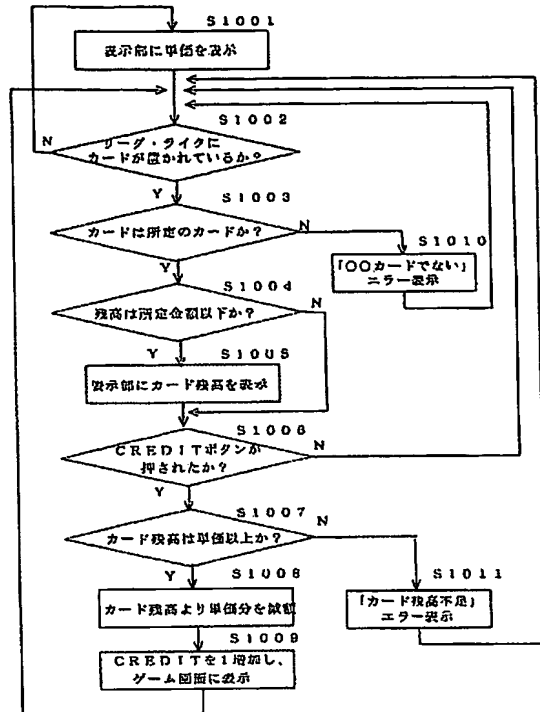 S1001
表示部に単価を表示
S1002
リーダ・ライタに
カードが置かれているか?
N
Y
S1003
カードは所定のカードか?
N
Y
S1010
「〇〇カードでない」
エラー表示
S1004
残高は所定金額以下か?
N
Y
S1005
表示部にカード残高を表示
S1006
CREDITボタンが
押されたか?
N
Y
S1007
カード残高は単価以上か?
N
Y
S1008
カード残高より単価分を減額
S1011
「カード残高不足」
エラー表示
S1009
CREDITを1増加し、
ゲーム画面に表示